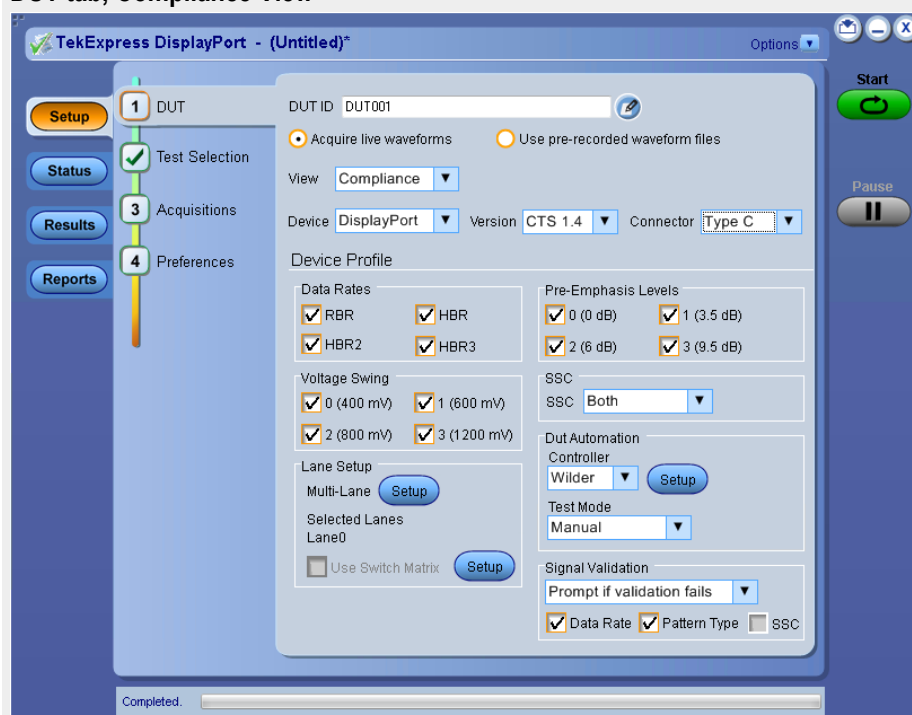 TekExpress DisplayPort - (Untitled)*
Options
Start
Pause
Setup
Status
Results
Reports
1 DUT
Test Selection
3 Acquisitions
4 Preferences
DUT ID DUT001
Acquire live waveforms Use pre-recorded waveform files
View Compliance
Device DisplayPort Version CTS 1.4 Connector Type C
Device Profile
Data Rates
RBR HBR
HBR2 HBR3
Pre-Emphasis Levels
0 (0 dB) 1 (3.5 dB)
2 (6 dB) 3 (9.5 dB)
Voltage Swing
0 (400 mV) 1 (600 mV)
2 (800 mV) 3 (1200 mV)
SSC
SSC Both
Lane Setup
Multi-Lane Setup
Selected Lanes
Lane0
Use Switch Matrix Setup
Dut Automation
Controller
Wilder Setup
Test Mode
Manual
Signal Validation
Prompt if validation fails
Data Rate Pattern Type SSC
Completed.